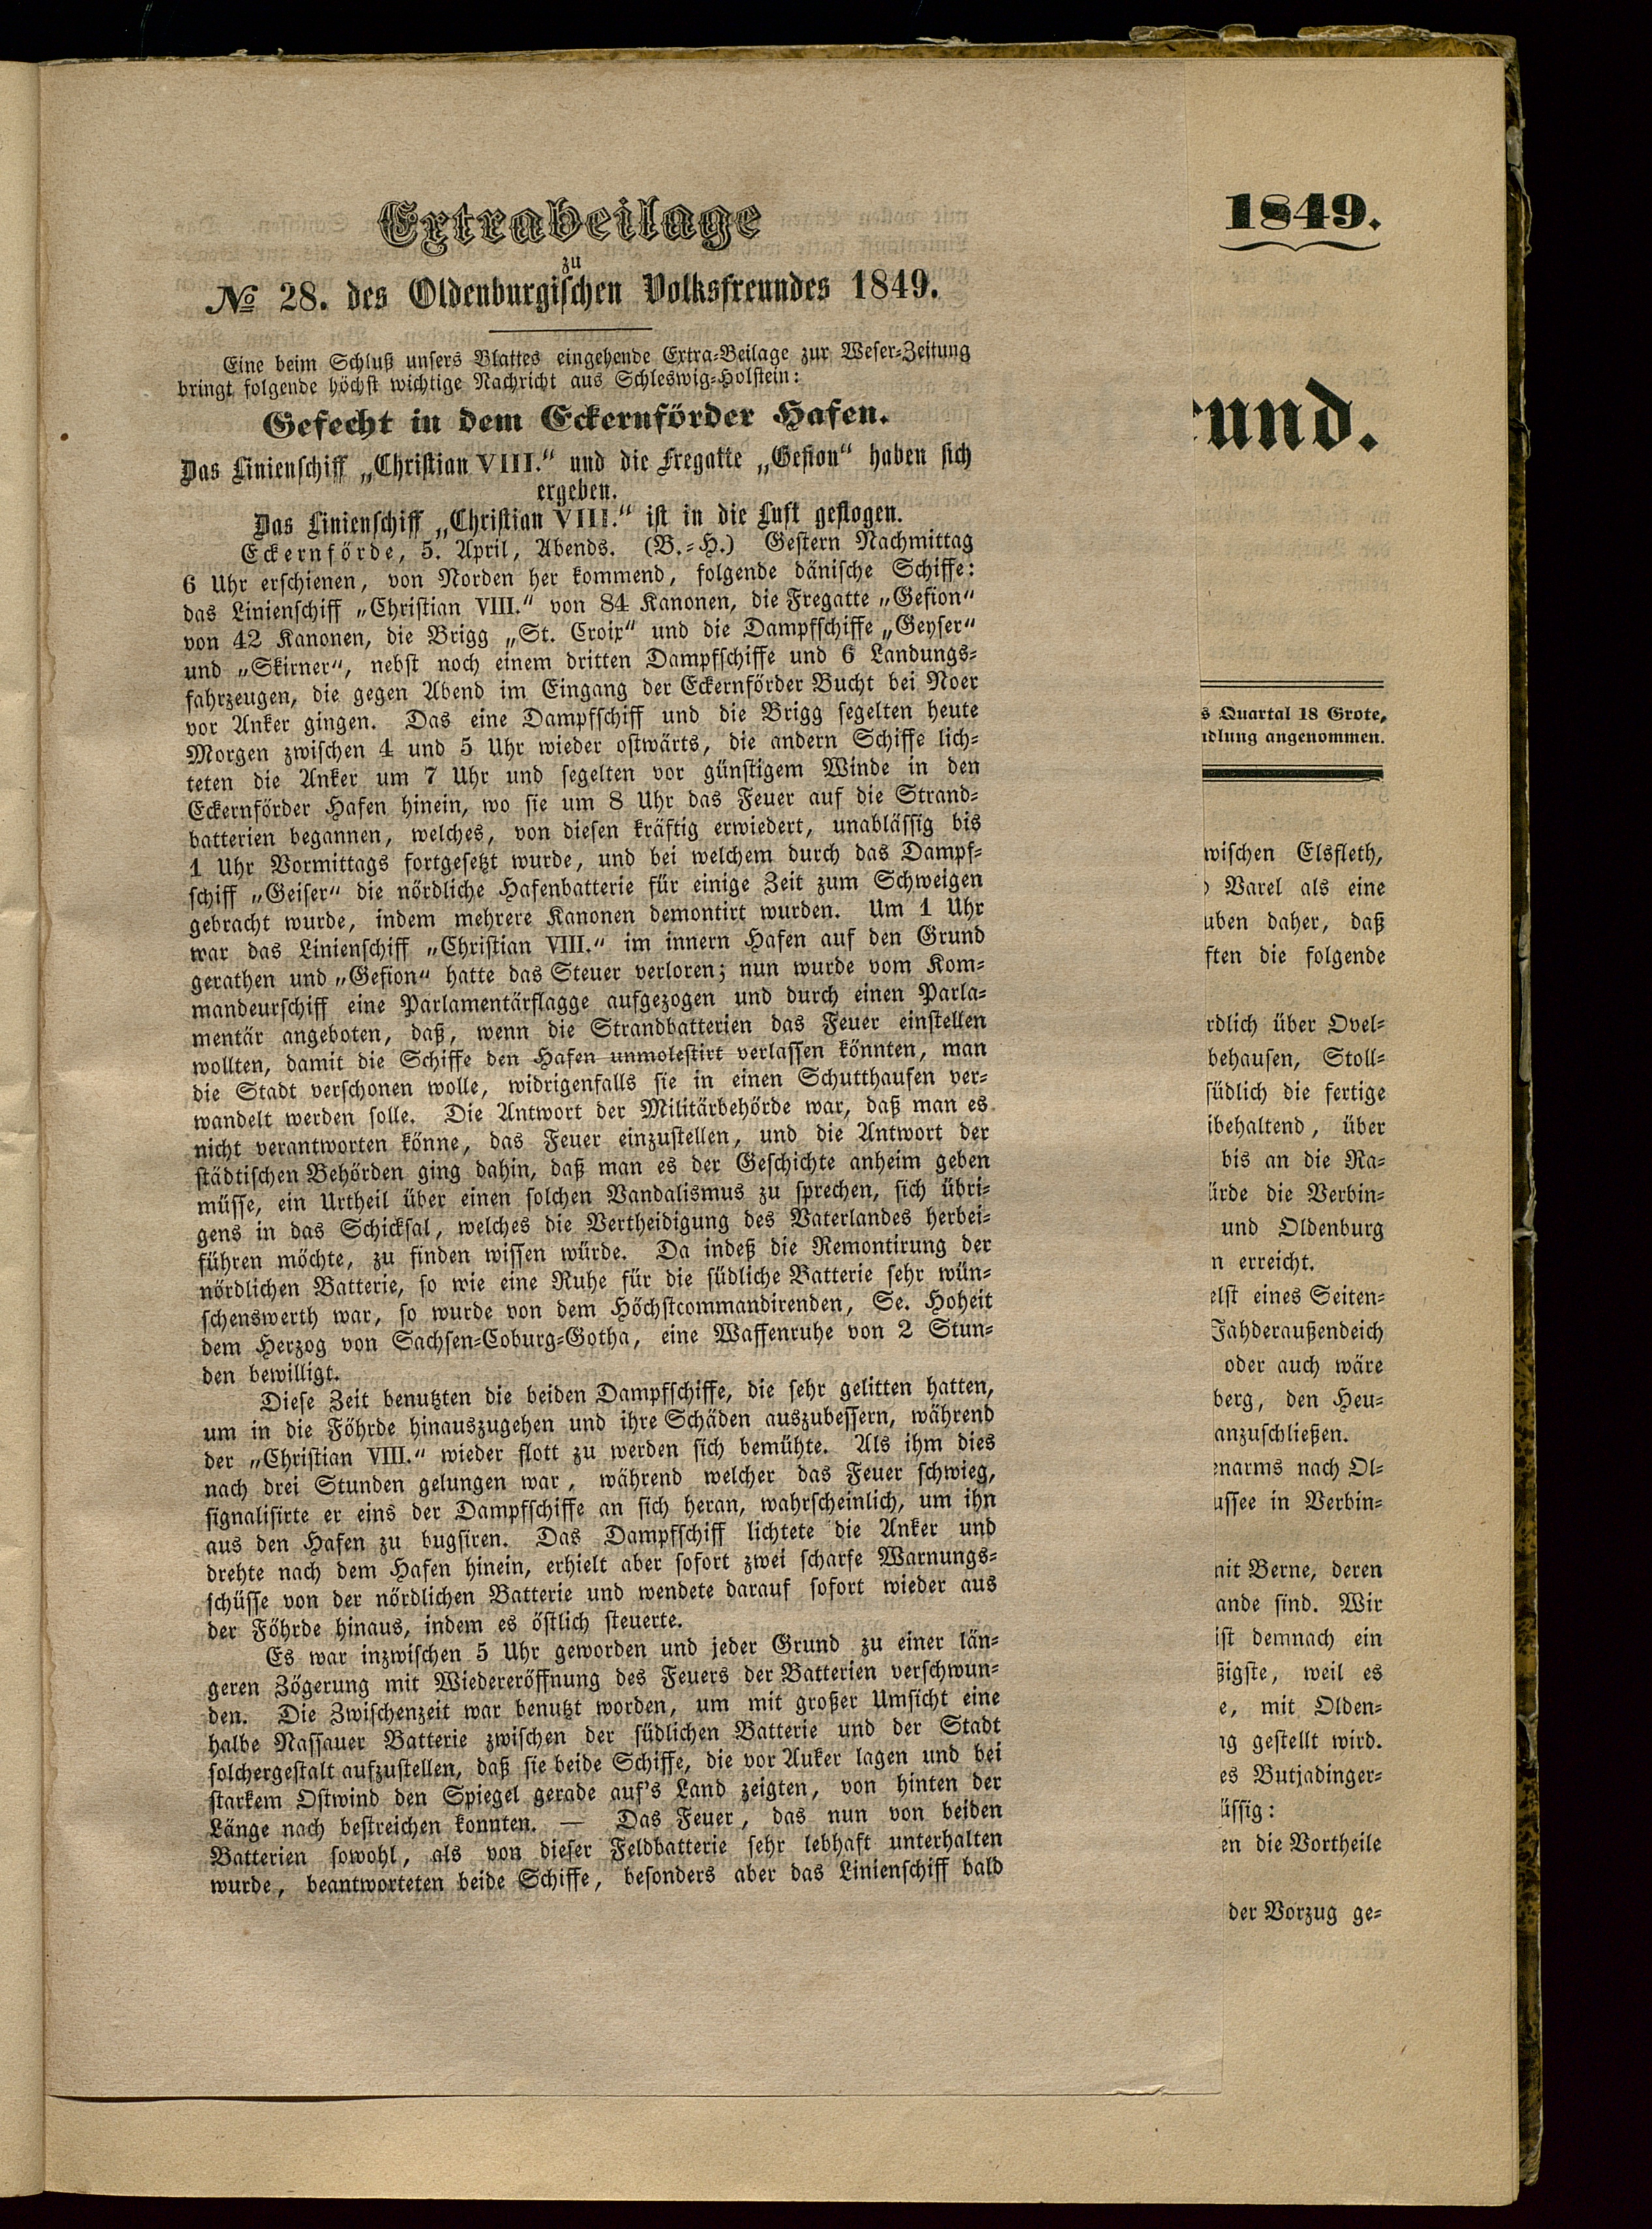 Extrabeilage
zu
№ 28. des Oldenburgischen Volksfreundes 1849.
Eine beim Schluß unsers Blattes eingehende Extra-Beilage zur Weser-Zeitung
bringt folgende höchst wichtige Nachricht aus Schleswig-Holstein:
Gefecht in dem Eckernförder Hafen.
Das Linienschiff „Christian VIII.“ und die Fregatte „Gefion“ haben sich
ergeben.
Das Linienschiff „Christian VIII.“ ist in die Luft geflogen.
Eckernförde, 5. April, Abends. (B.-H.) Gestern Nachmittag
6 Uhr erschienen, von Norden her kommend, folgende dänische Schiffe:
das Linienschiff „Christian VIII.“ von 84 Kanonen, die Fregatte „Gefion“
von 42 Kanonen, die Brigg „St. Croix“ und die Dampfschiffe „Geyser“
und „Skirner“, nebst noch einem dritten Dampfschiffe und 6 Landungs-
fahrzeugen, die gegen Abend im Eingang der Eckernförder Bucht bei Noer
vor Anker gingen. Das eine Dampfschiff und die Brigg segelten heute
Morgen zwischen 4 und 5 Uhr wieder ostwärts, die andern Schiffe lich-
teten die Anker um 7 Uhr und segelten vor günstigem Winde in den
Eckernförder Hafen hinein, wo sie um 8 Uhr das Feuer auf die Strand-
batterien begannen, welches, von diesen kräftig erwiedert, unablässig bis
1 Uhr Vormittags fortgesetzt wurde, und bei welchem durch das Dampf-
schiff „Geiser“ die nördliche Hafenbatterie für einige Zeit zum Schweigen
gebracht wurde, indem mehrere Kanonen demontirt wurden. Um 1 Uhr
war das Linienschiff „Christian VIII.“ im innern Hafen auf den Grund
gerathen und „Gefion“ hatte das Steuer verloren; nun wurde vom Kom-
mandeurschiff eine Parlamentärflagge aufgezogen und durch einen Parla-
mentär angeboten, daß, wenn die Strandbatterien das Feuer einstellen
wollten, damit die Schiffe den Hafen unmolestirt verlassen könnten, man
die Stadt verschonen wolle, widrigenfalls sie in einen Schutthaufen ver-
wandelt werden solle. Die Antwort der Militärbehörde war, daß man es
nicht verantworten könne, das Feuer einzustellen, und die Antwort der
städtischen Behörden ging dahin, daß man es der Geschichte anheim geben
müsse, ein Urtheil über einen solchen Vandalismus zu sprechen, sich übri-
gens in das Schicksal, welches die Vertheidigung des Vaterlandes herbei-
führen möchte, zu finden wissen würde. Da indeß die Remontirung der
nördlichen Batterie, so wie eine Ruhe für die südliche Batterie sehr wün-
schenswerth war, so wurde von dem Höchstcommandirenden, Se. Hoheit
dem Herzog von Sachsen-Coburg-Gotha, eine Waffenruhe von 2 Stun-
den bewilligt.
Diese Zeit benutzten die beiden Dampfschiffe, die sehr gelitten hatten,
um in die Föhrde hinauszugehen und ihre Schäden auszubessern, während
der „Christian VIII.“ wieder flott zu werden sich bemühte. Als ihm dies
nach drei Stunden gelungen war, während welcher das Feuer schwieg,
signalisirte er eins der Dampfschiffe an sich heran, wahrscheinlich, um ihn
aus den Hafen zu bugsiren. Das Dampfschiff lichtete die Anker und
drehte nach dem Hafen hinein, erhielt aber sofort zwei scharfe Warnungs-
schüsse von der nördlichen Batterie und wendete darauf sofort wieder aus
der Föhrde hinaus, indem es östlich steuerte.
Es war inzwischen 5 Uhr geworden und jeder Grund zu einer län-
geren Zögerung mit Wiedereröffnung des Feuers der Batterien verschwun-
den. Die Zwischenzeit war benutzt worden, um mit großer Umsicht eine
halbe Nassauer Batterie zwischen der südlichen Batterie und der Stadt
solchergestalt aufzustellen, daß sie beide Schiffe, die vor Anker lagen und bei
starkem Ostwind den Spiegel gerade auf's Land zeigten, von hinten der
Länge nach bestreichen konnten. — Das Feuer, das nun von beiden
Batterien sowohl, als von dieser Feldbatterie sehr lebhaft unterhalten
wurde, beantworteten beide Schiffe, besonders aber das Linienschiff bald
1849.
und.
s Quartal 18 Grote,
ndlung angenommen.
wischen Elsfleth,
Varel als eine
uben daher, daß
ften die folgende
rdlich über Ovel-
behausen, Stoll-
südlich die fertige
ibehaltend, über
bis an die Ra-
ürde die Verbin-
und Oldenburg
n erreicht.
elst eines Seiten-
Jahderaußendeich
oder auch wäre
berg, den Heu-
anzuschließen.
enarms nach Ol-
ussee in Verbin-
mit Berne, deren
ande sind. Wir
ist demnach ein
ßigste, weil es
e, mit Olden-
ng gestellt wird.
es Butjadinger-
üssig:
en die Vortheile
der Vorzug ge-